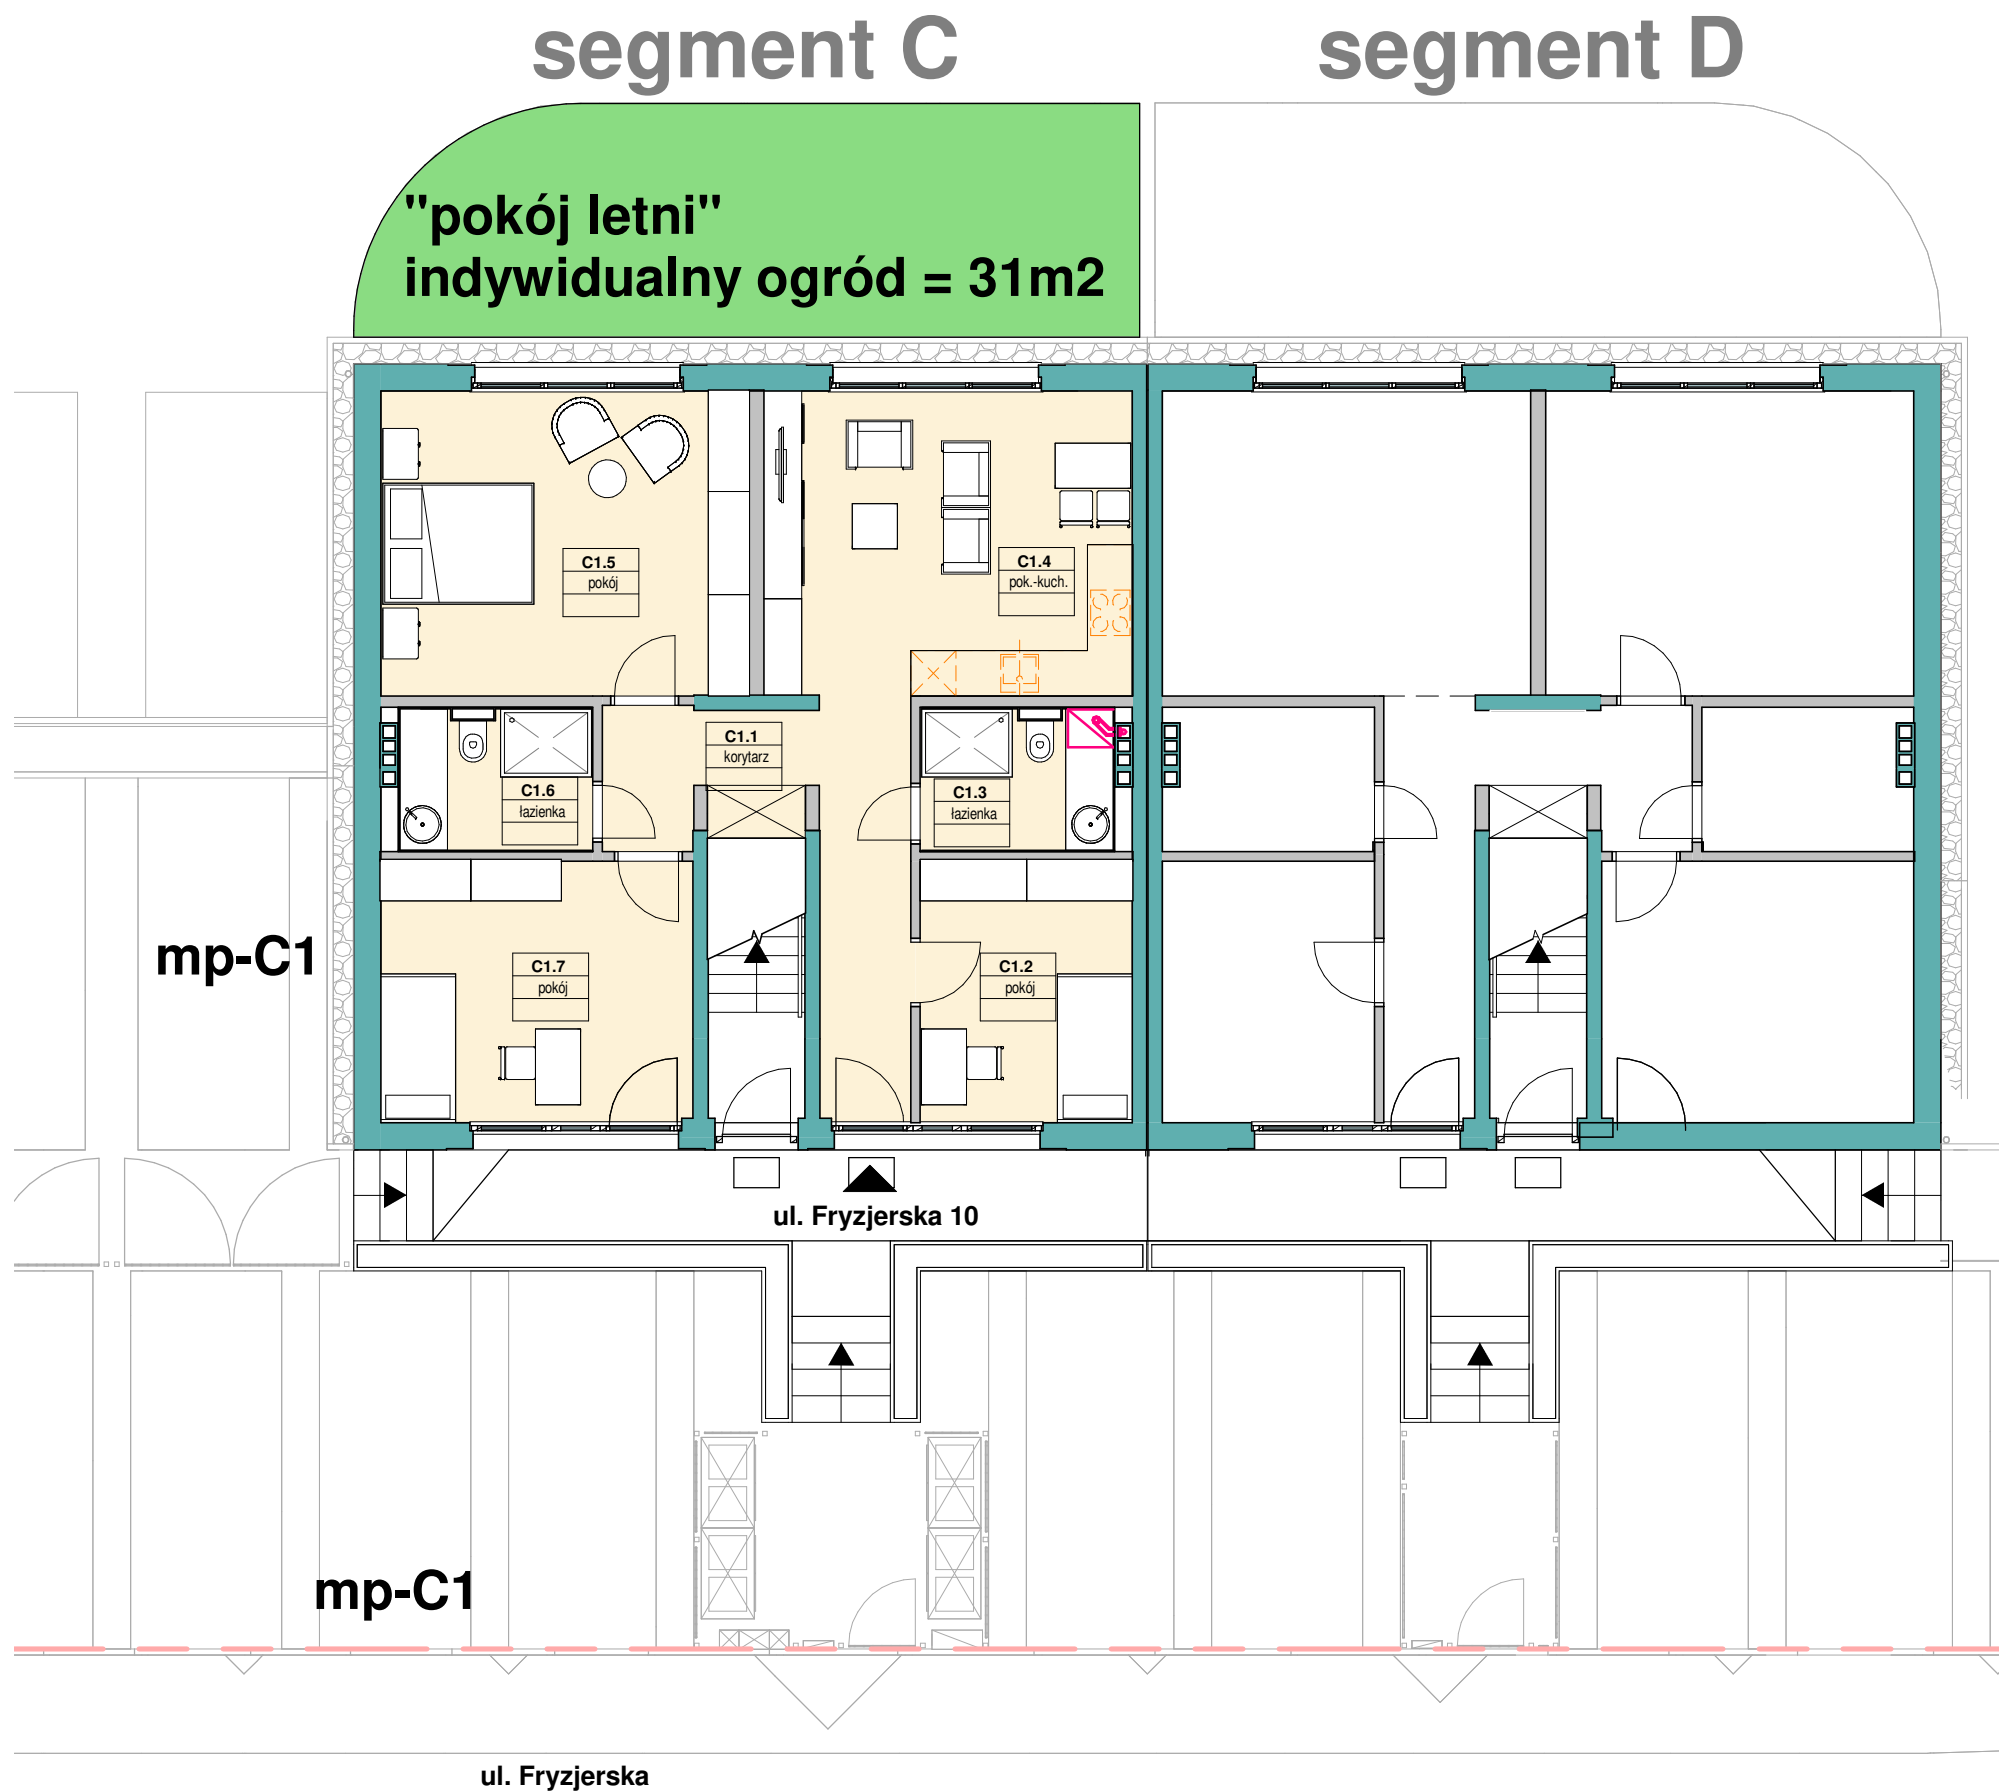 segment C
segment D
"pokój letni"
indywidualny ogród = 31m2
C1.5
pokój
C1.4
pok.-kuch.
C1.1
korytarz
C1.6
łazienka
C1.3
łazienka
mp-C1
C1.7
pokój
C1.2
pokój
ul. Fryzjerska 10
mp-C1
ul. Fryzjerska